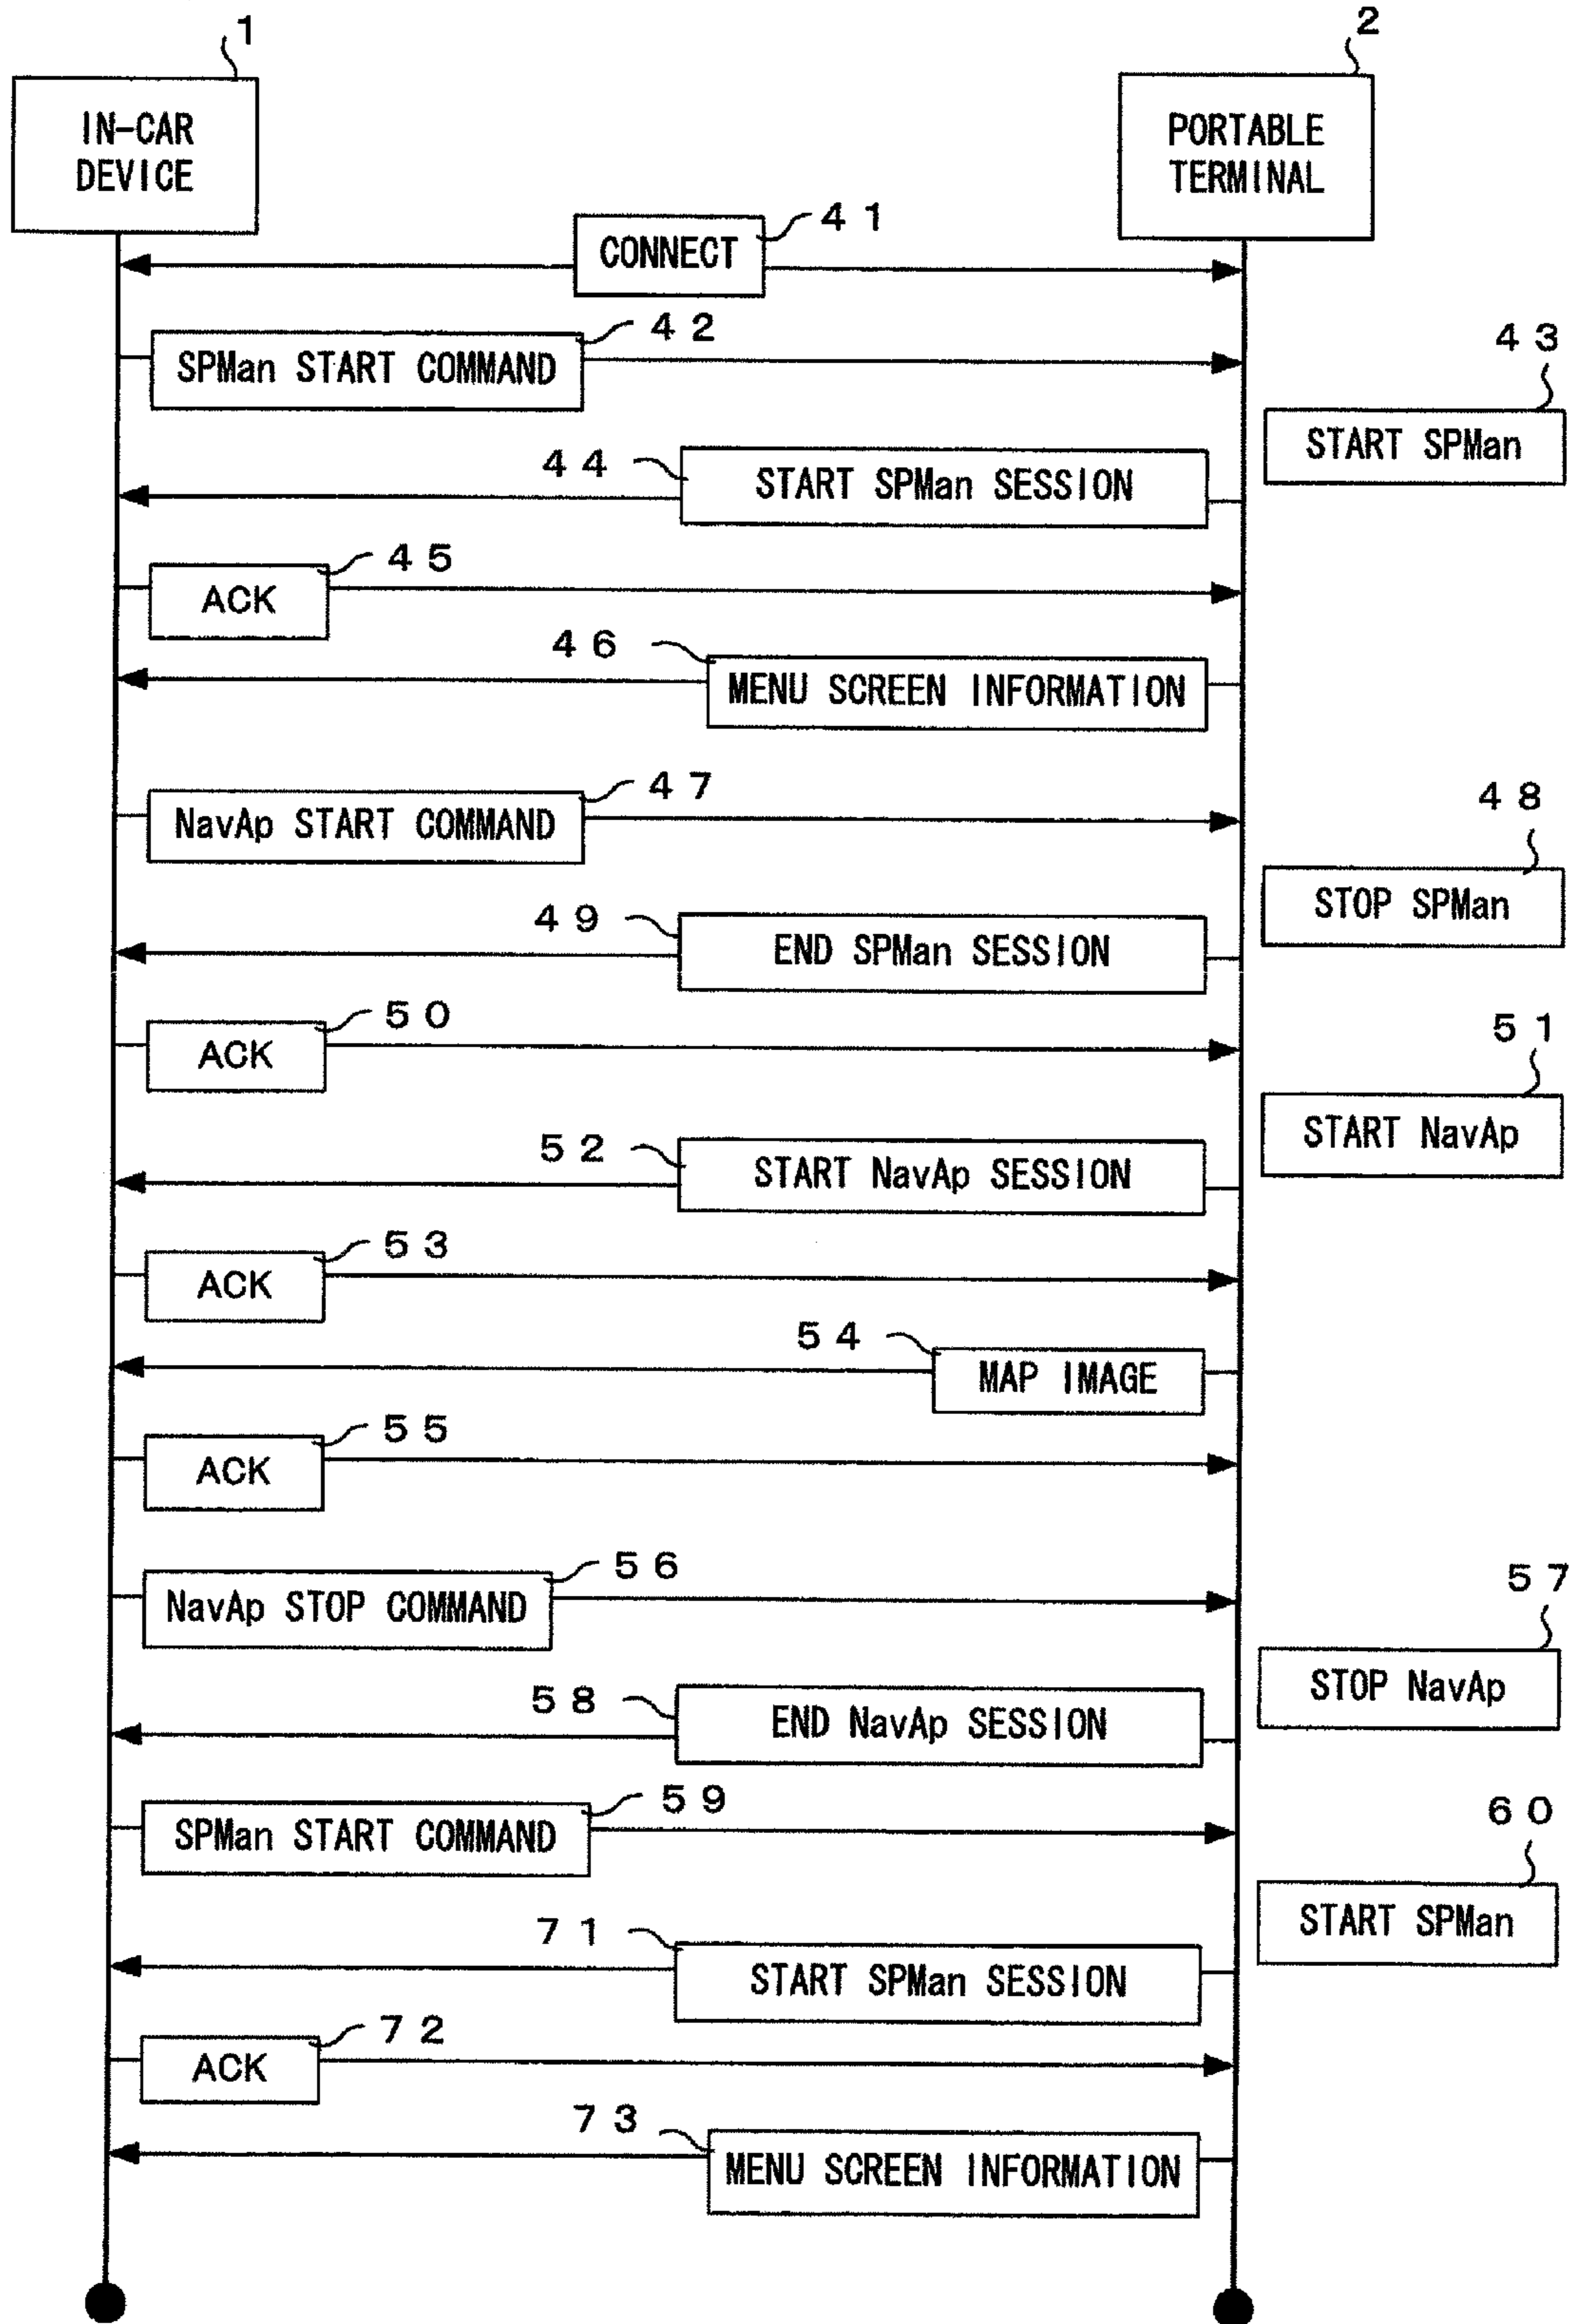 1
2
IN-CAR
DEVICE
PORTABLE
TERMINAL
41
CONNECT
42
SPMan START COMMAND
43
START SPMan
44
START SPMan SESSION
45
ACK
46
MENU SCREEN INFORMATION
47
NavAp START COMMAND
48
STOP SPMan
49
END SPMan SESSION
50
ACK
51
START NavAp
52
START NavAp SESSION
53
ACK
54
MAP IMAGE
55
ACK
56
NavAp STOP COMMAND
57
STOP NavAp
58
END NavAp SESSION
59
SPMan START COMMAND
60
START SPMan
71
START SPMan SESSION
72
ACK
73
MENU SCREEN INFORMATION